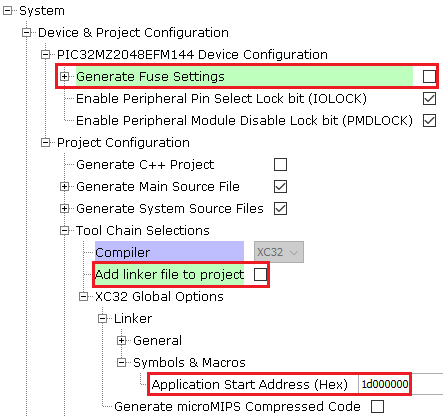 System
Device & Project Configuration
PIC32MZ2048EFM144 Device Configuration
Generate Fuse Settings
Enable Peripheral Pin Select Lock bit (IOLOCK)
Enable Peripheral Module Disable Lock bit (PMDLOCK)
Project Configuration
Generate C++ Project
Generate Main Source File
Generate System Source Files
Tool Chain Selections
Compiler XC32
Add linker file to project
XC32 Global Options
Linker
General
Symbols & Macros
Application Start Address (Hex) 1d000000
Generate microMIPS Compressed Code